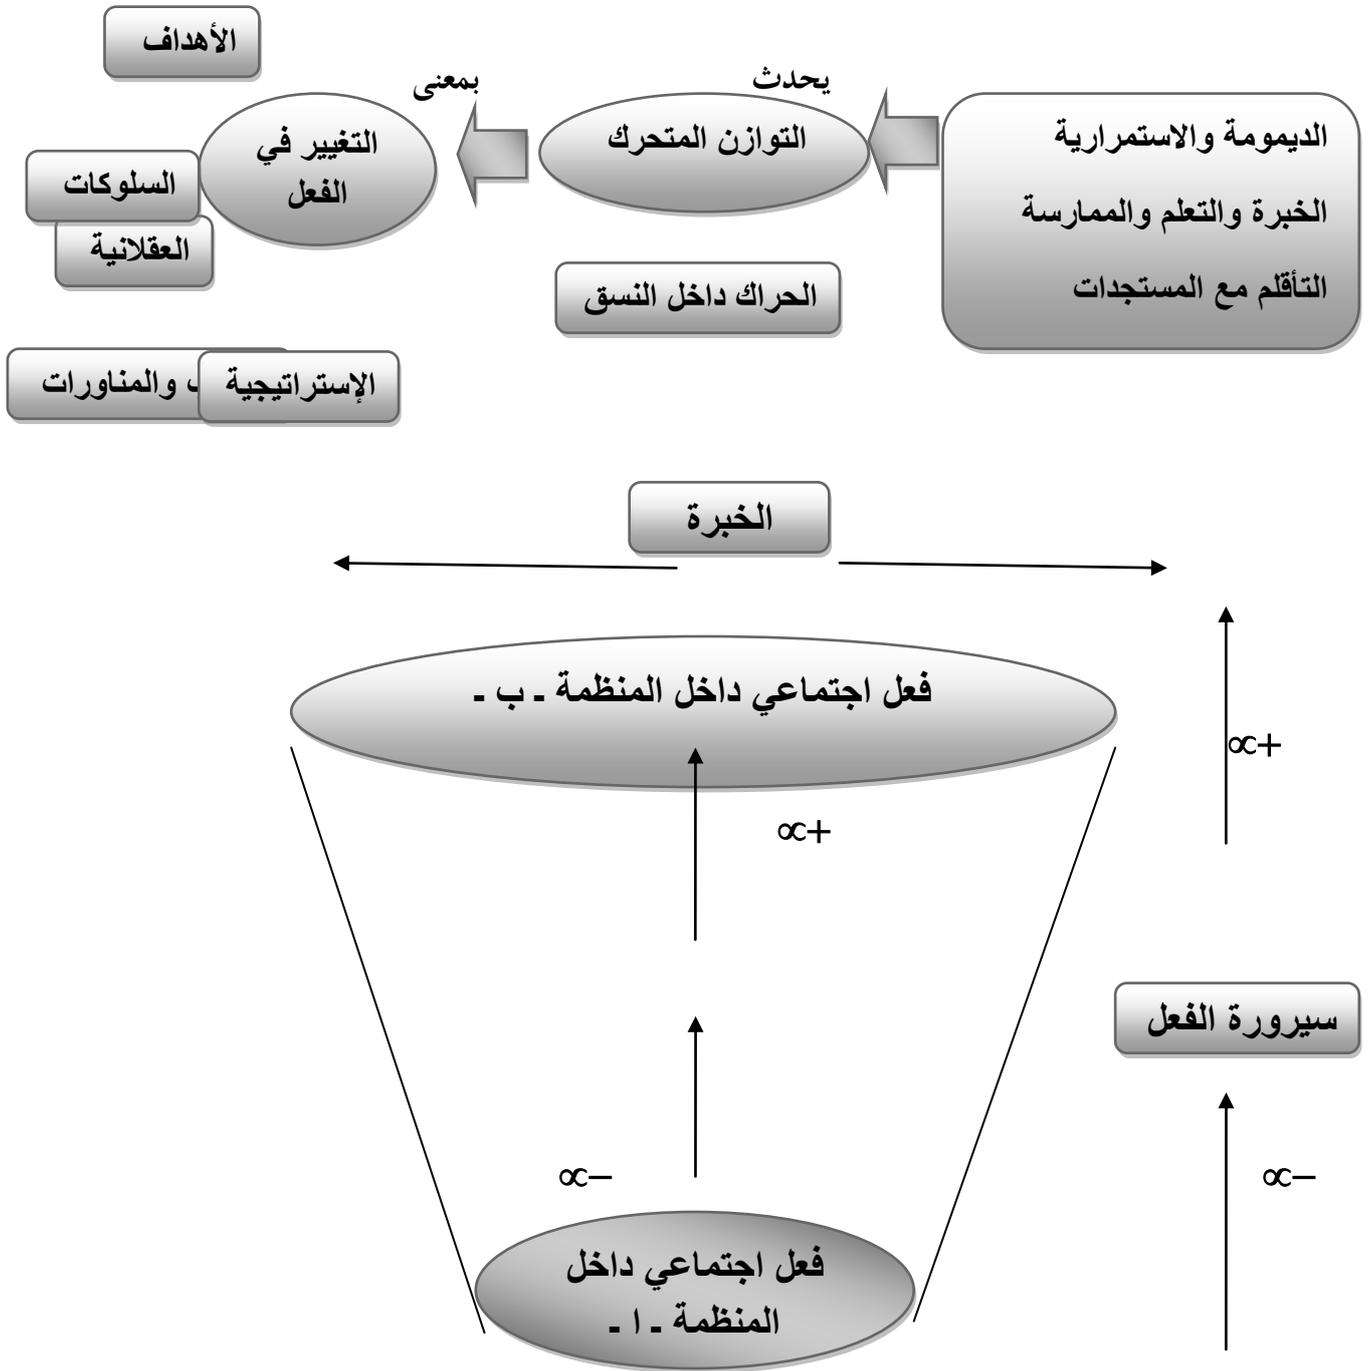 الأهداف
بمعنى
يحدث
الديمومة والاستمرارية
الخبرة والتعلم والممارسة
التأقلم مع المستجدات
التوازن المتحرك
التغيير في
الفعل
السلوكات
العقلانية
الحراك داخل النسق
الإستراتيجية
والمناورات
الخبرة
فعل اجتماعي داخل المنظمة ـ ب ـ
∝+
∝+
سيرورة الفعل
∝−
∝−
فعل اجتماعي داخل
المنظمة ـ ا ـ